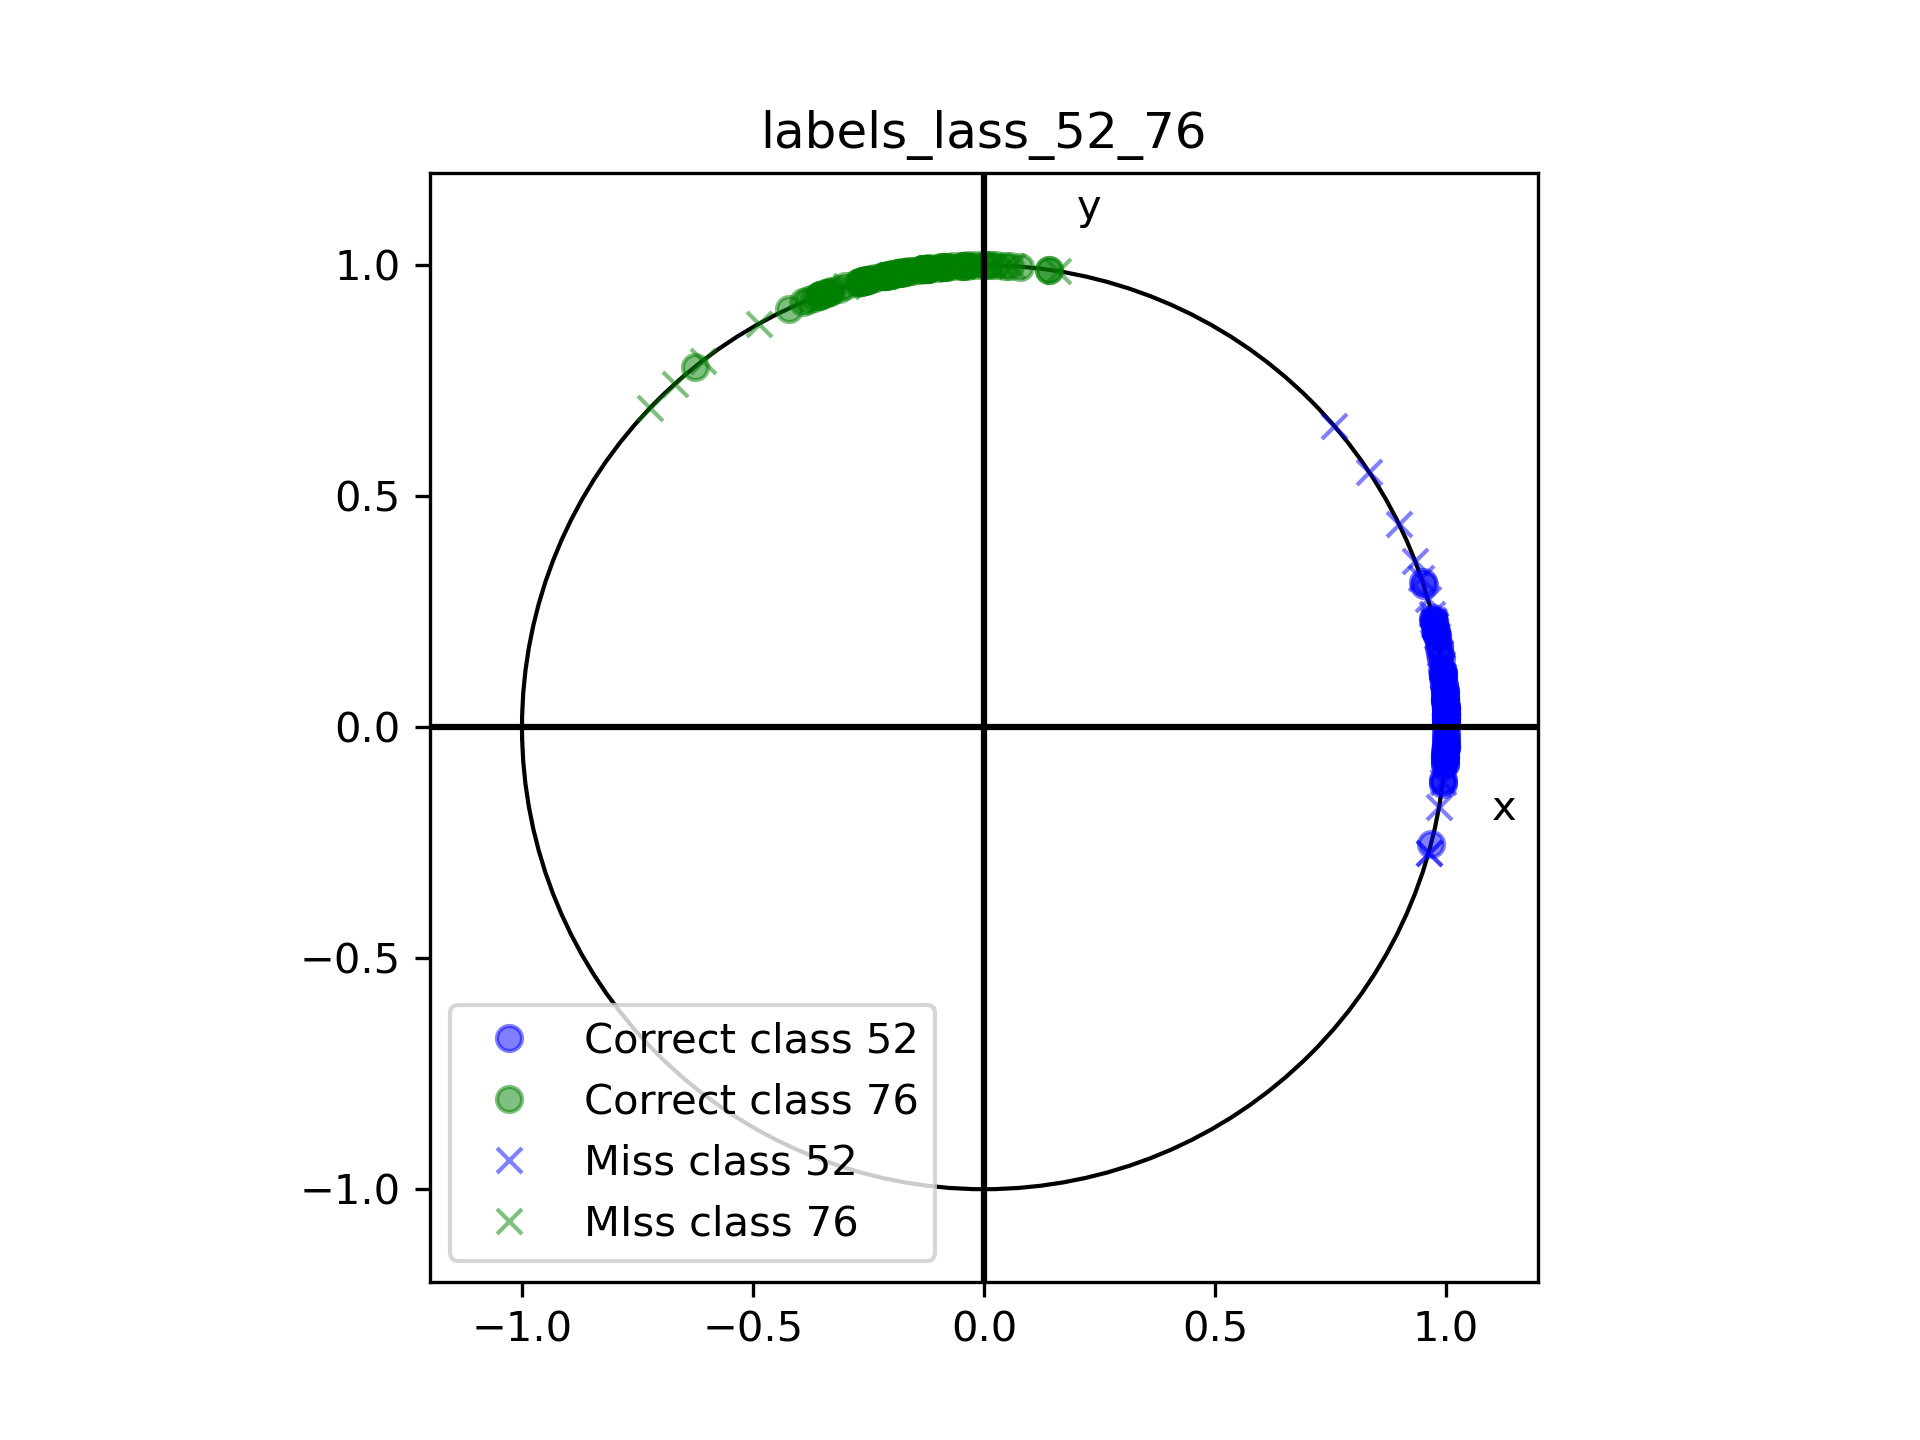 labels_lass_52_76
y
1.0
0.5
0.0
x
−0.5
−1.0
Correct class 52
Correct class 76
Miss class 52
MIss class 76
−1.0 −0.5 0.0 0.5 1.0